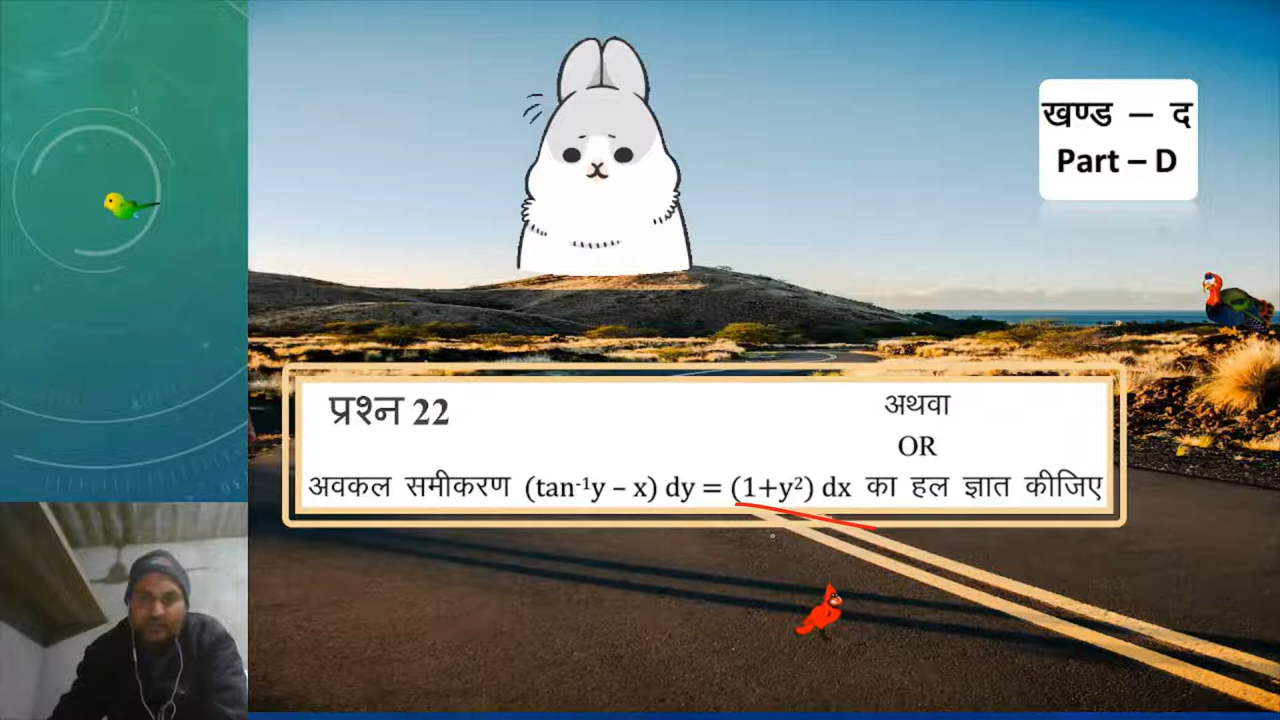 खण्ड – द
Part – D
प्रश्न 22
अथवा
OR
अवकल समीकरण (tan⁻¹y – x) dy = (1+y²) dx का हल ज्ञात कीजिए